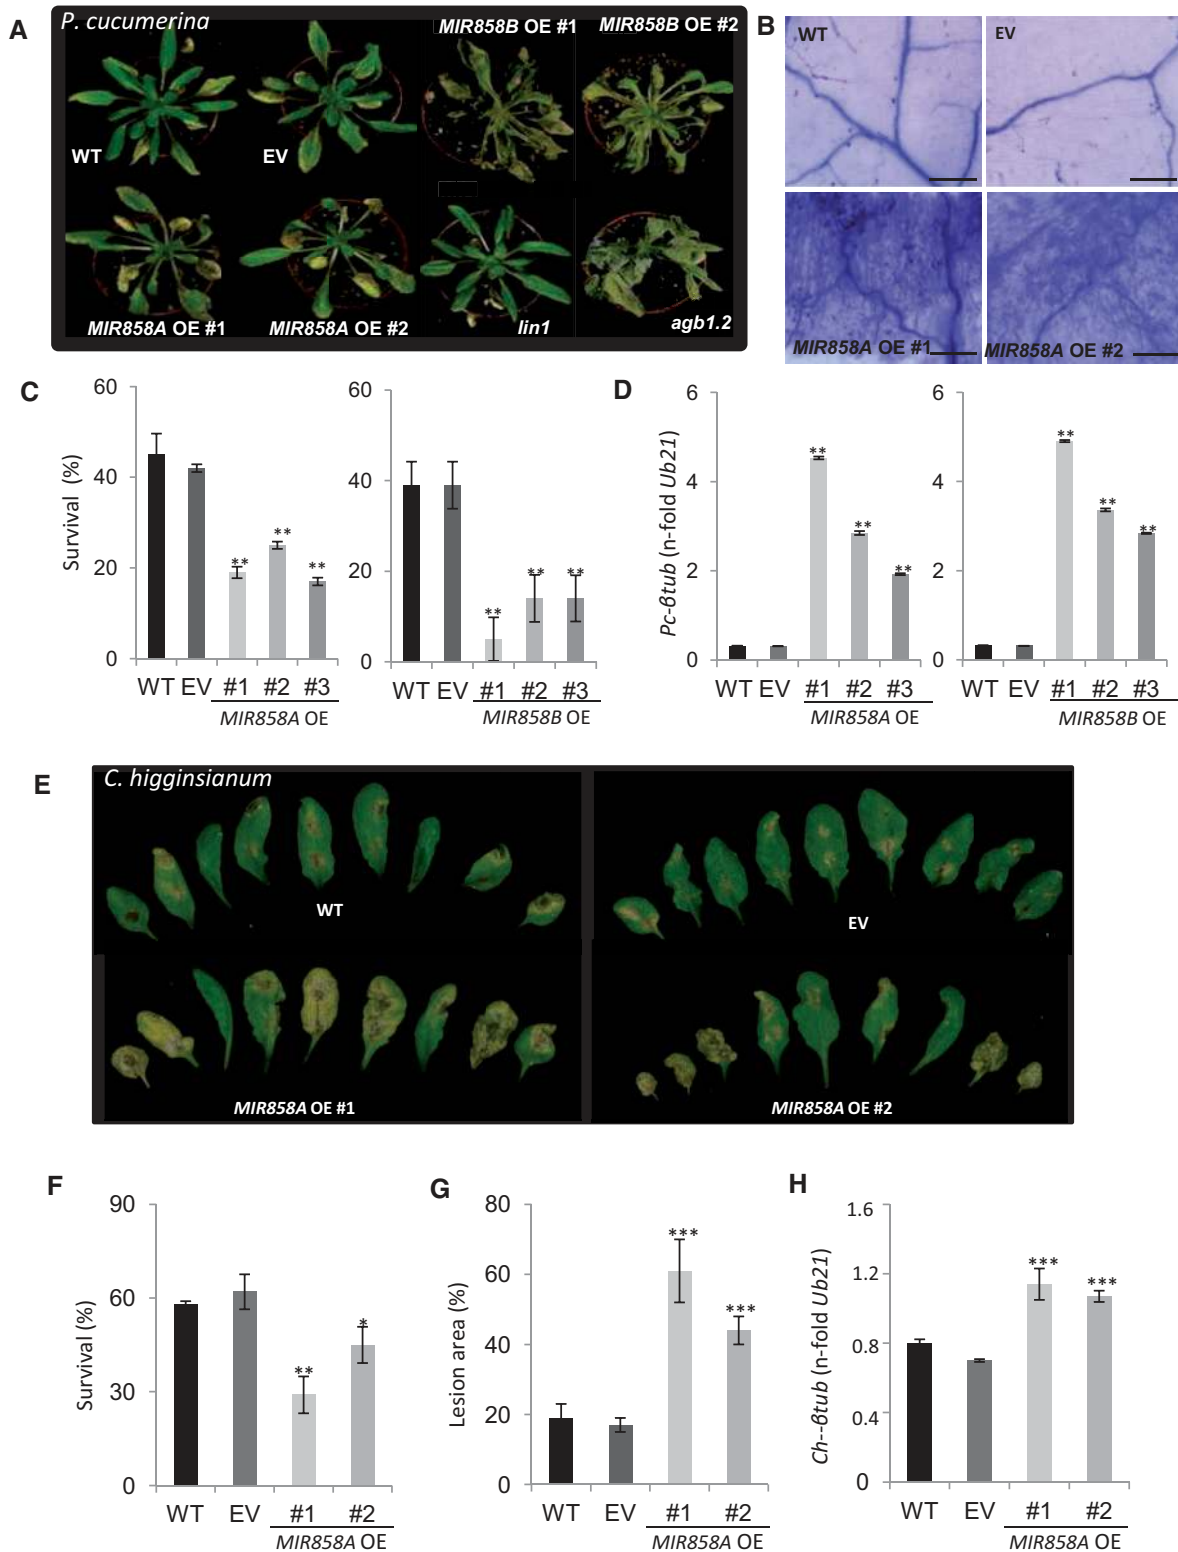 A
P. cucumerina
MIR858B OE #1
MIR858B OE #2
WT
EV
MIR858A OE #1
MIR858A OE #2
lin1
agb1.2
B
WT
EV
MIR858A OE #1
MIR858A OE #2
C
Survival (%)
60
40
20
0
**
**
**
WT EV #1 #2 #3
MIR858A OE
60
40
20
0
**
**
**
WT EV #1 #2 #3
MIR858B OE
D
Pc-βtub (n-fold Ub21)
6
4
2
0
**
**
**
WT EV #1 #2 #3
MIR858A OE
6
4
2
0
**
**
**
WT EV #1 #2 #3
MIR858B OE
E
C. higginsianum
WT
EV
MIR858A OE #1
MIR858A OE #2
F
Survival (%)
90
60
30
0
**
*
WT EV #1 #2
MIR858A OE
G
Lesion area (%)
80
60
40
20
0
***
***
WT EV #1 #2
MIR858A OE
H
Ch--βtub (n-fold Ub21)
1.6
1.2
0.8
0.4
0
***
***
WT EV #1 #2
MIR858A OE